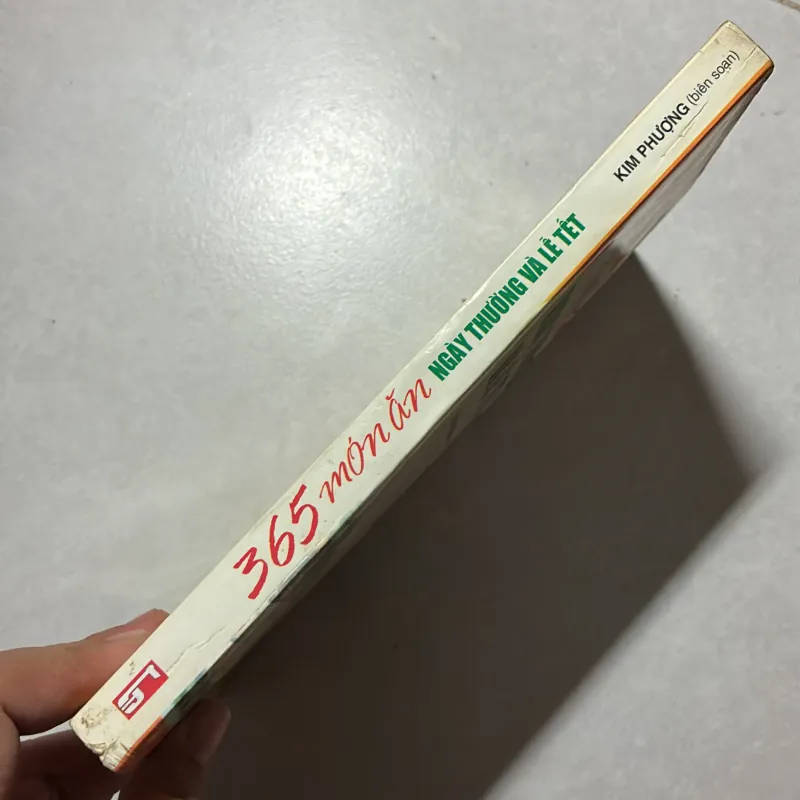 365 món ăn NGÀY THƯỜNG VÀ LỄ TẾT KIM PHƯỢNG (biên soạn)